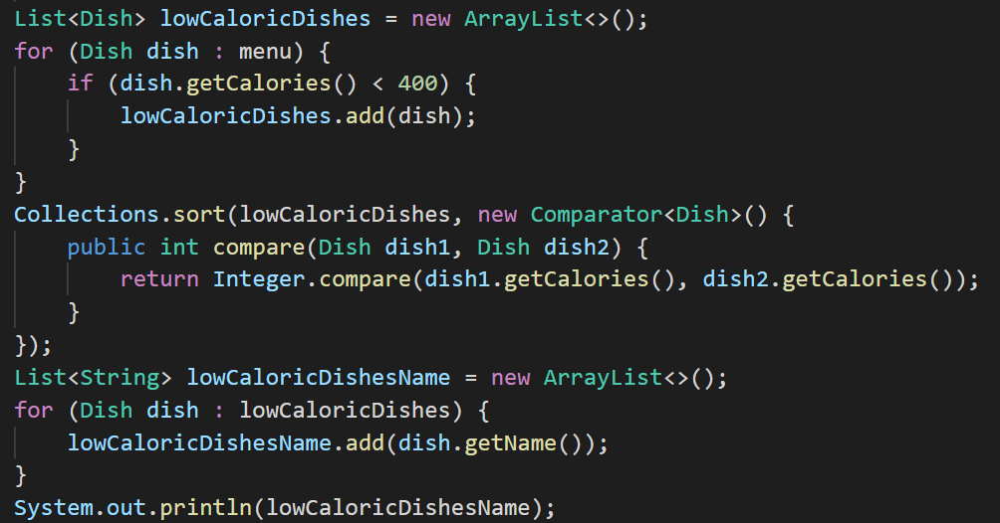 List<Dish> lowCaloricDishes = new ArrayList<>();
for (Dish dish : menu) {
    if (dish.getCalories() < 400) {
        lowCaloricDishes.add(dish);
    }
}
Collections.sort(lowCaloricDishes, new Comparator<Dish>() {
    public int compare(Dish dish1, Dish dish2) {
        return Integer.compare(dish1.getCalories(), dish2.getCalories());
    }
});
List<String> lowCaloricDishesName = new ArrayList<>();
for (Dish dish : lowCaloricDishes) {
    lowCaloricDishesName.add(dish.getName());
}
System.out.println(lowCaloricDishesName);